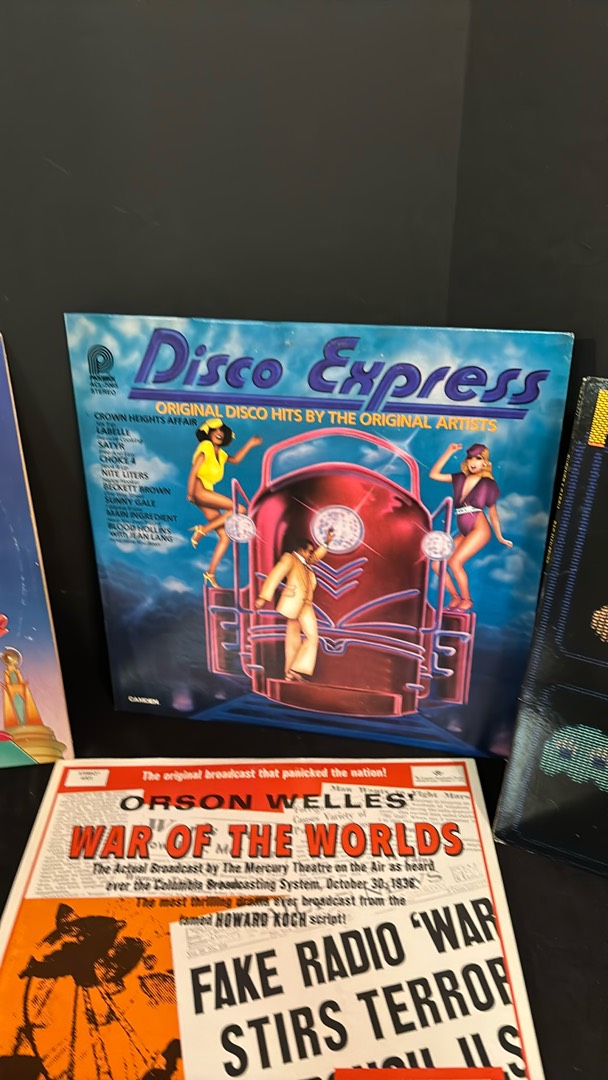 PICKWICK
STEREO
Disco Express
ORIGINAL DISCO HITS BY THE ORIGINAL ARTISTS
CROWN HEIGHTS AFFAIR
LABELLE
SATYR
CHOICE 4
NITE LITERS
BECKETT BROWN
SUNNY GALE
MAIN INGREDIENT
BLOOD HOLLINS
WITH JEAN LANG
CAMDEN
The original broadcast that panicked the nation!
ORSON WELLES'
WAR OF THE WORLDS
The Actual Broadcast by The Mercury Theatre on the Air as heard
over the Columbia Broadcasting System, October 30, 1938.
The most thrilling drama ever broadcast from the
famed HOWARD KOCH script!
FAKE RADIO 'WAR
STIRS TERROR
U.S